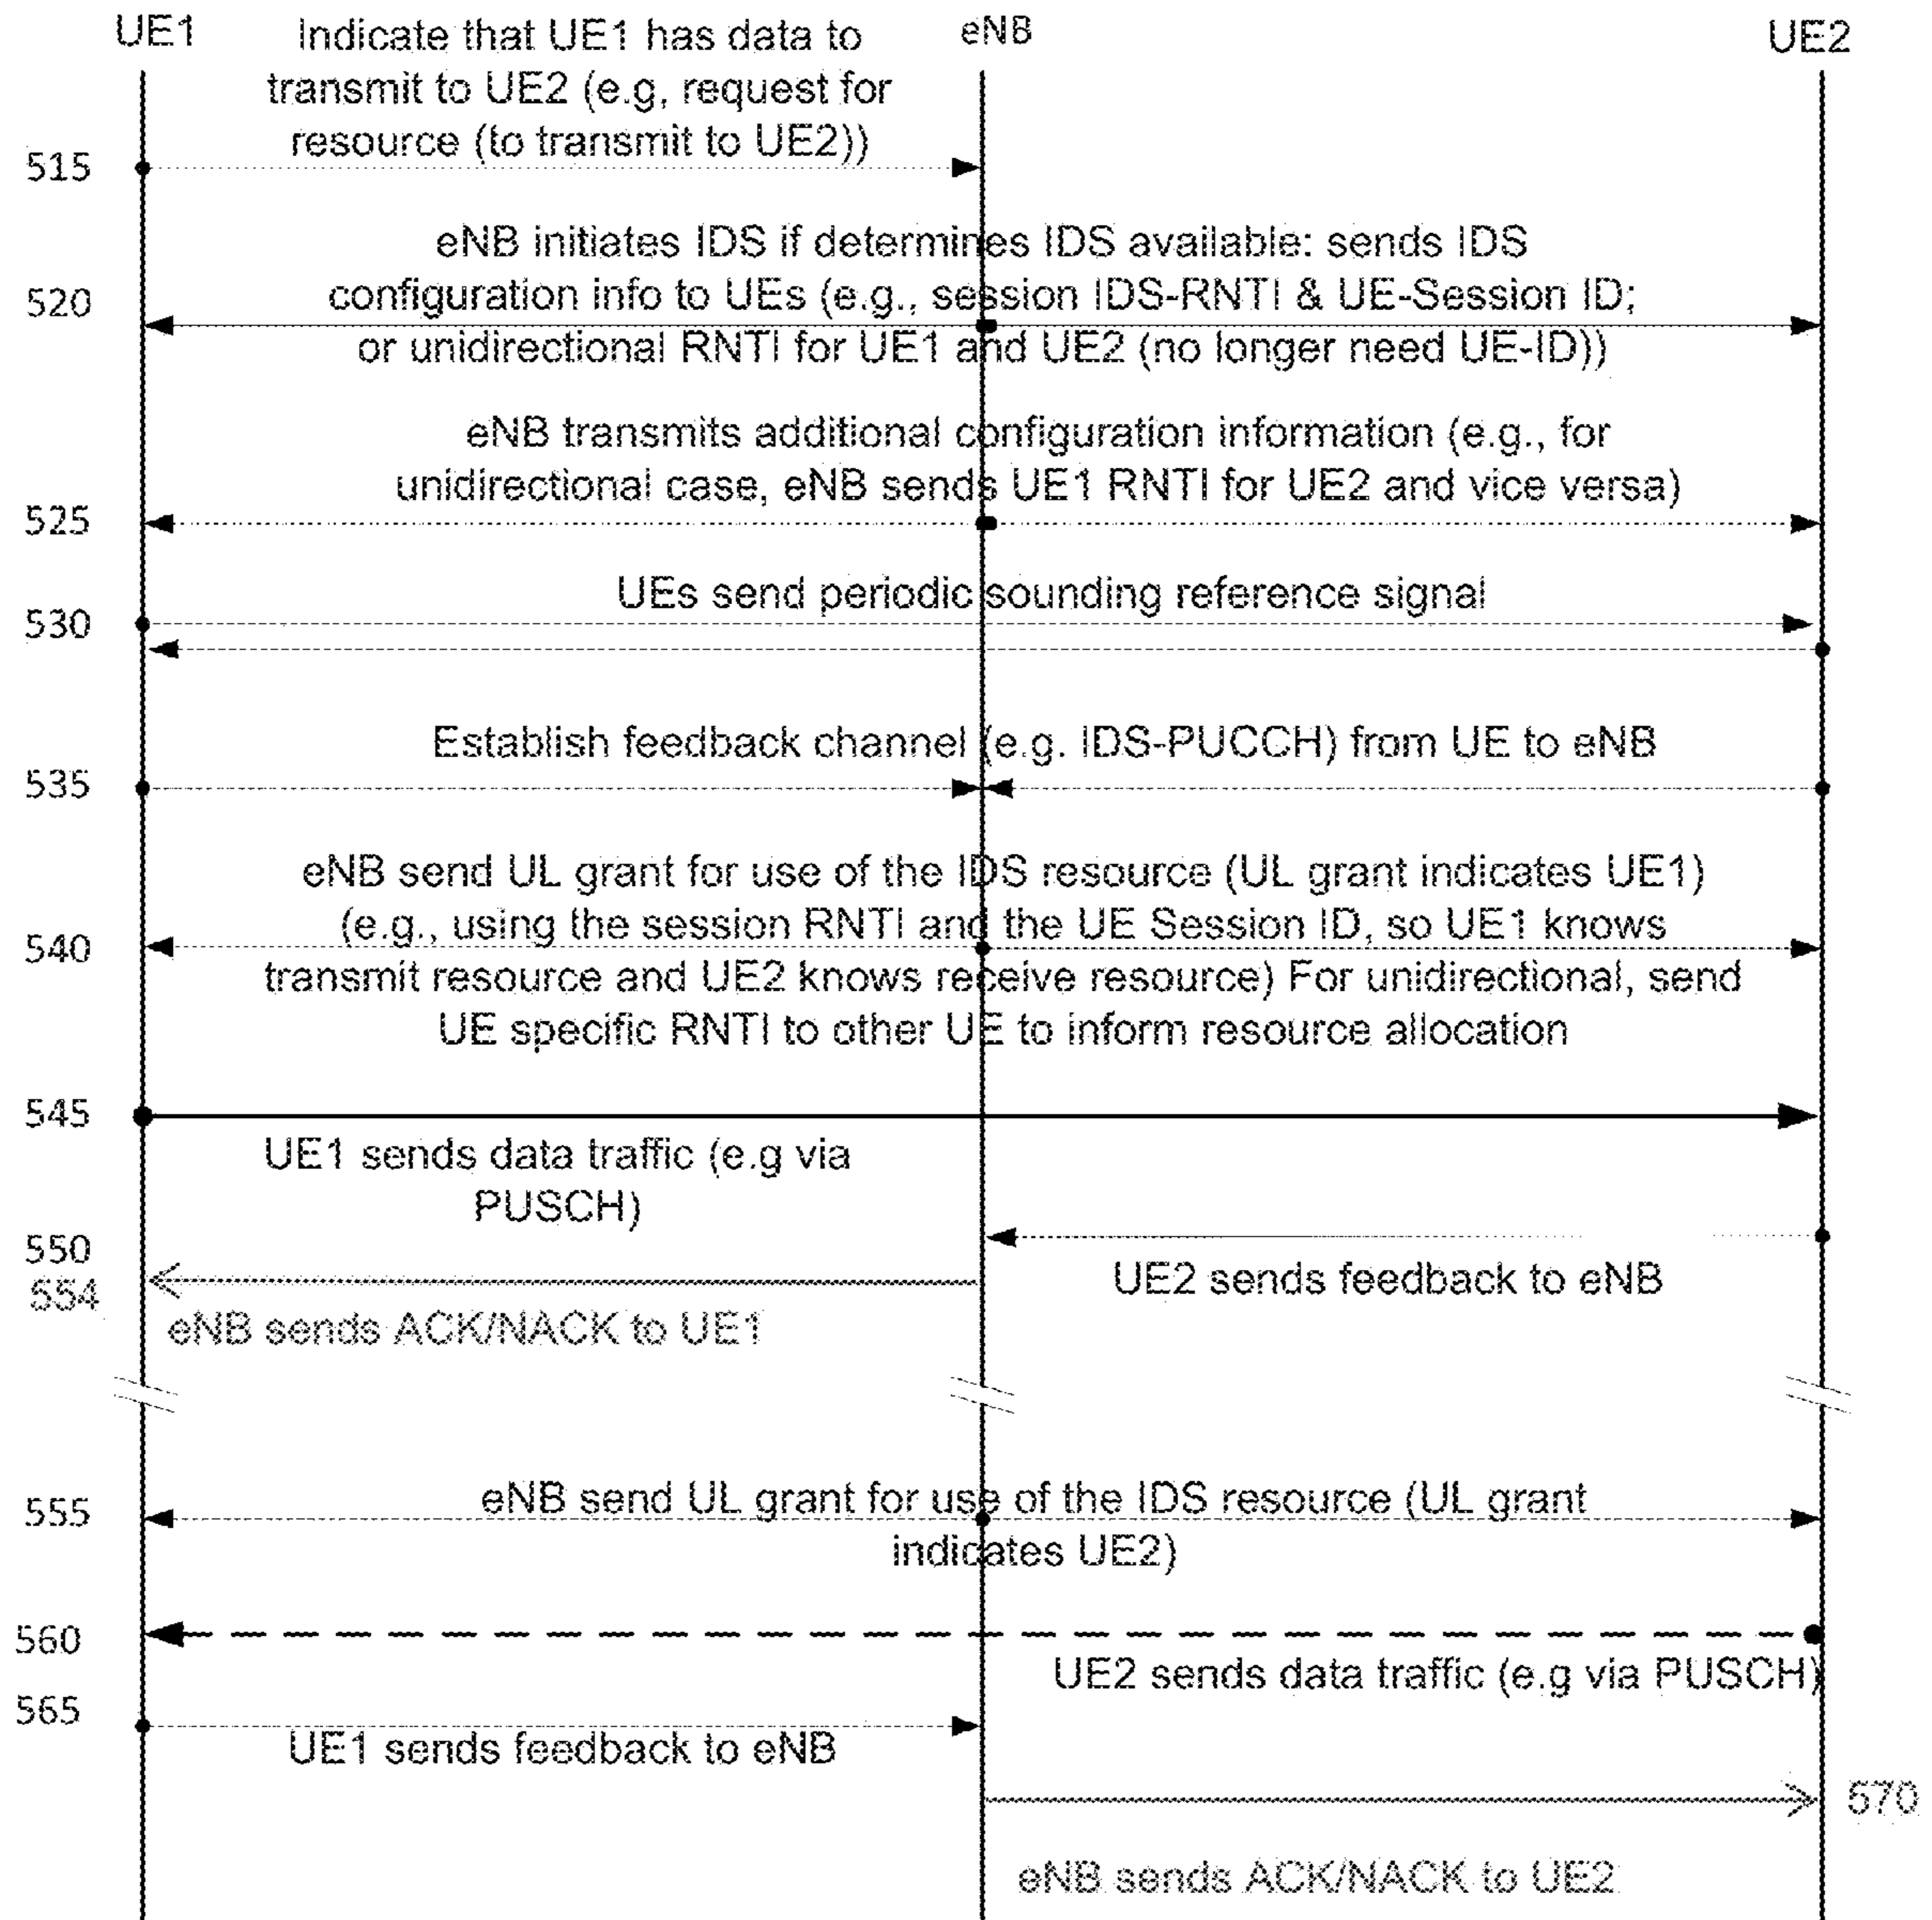 UE1
eNB
UE2
Indicate that UE1 has data to
transmit to UE2 (e.g, request for
resource (to transmit to UE2))
515
eNB initiates IDS if determines IDS available: sends IDS
configuration info to UEs (e.g., session IDS-RNTI & UE-Session ID;
or unidirectional RNTI for UE1 and UE2 (no longer need UE-ID))
520
eNB transmits additional configuration information (e.g., for
unidirectional case, eNB sends UE1 RNTI for UE2 and vice versa)
525
UEs send periodic sounding reference signal
530
Establish feedback channel (e.g. IDS-PUCCH) from UE to eNB
535
eNB send UL grant for use of the IDS resource (UL grant indicates UE1)
(e.g., using the session RNTI and the UE Session ID, so UE1 knows
transmit resource and UE2 knows receive resource) For unidirectional, send
UE specific RNTI to other UE to inform resource allocation
540
545
UE1 sends data traffic (e.g via
PUSCH)
550
UE2 sends feedback to eNB
554
eNB sends ACK/NACK to UE1
eNB send UL grant for use of the IDS resource (UL grant
indicates UE2)
555
560
UE2 sends data traffic (e.g via PUSCH)
565
UE1 sends feedback to eNB
570
eNB sends ACK/NACK to UE2